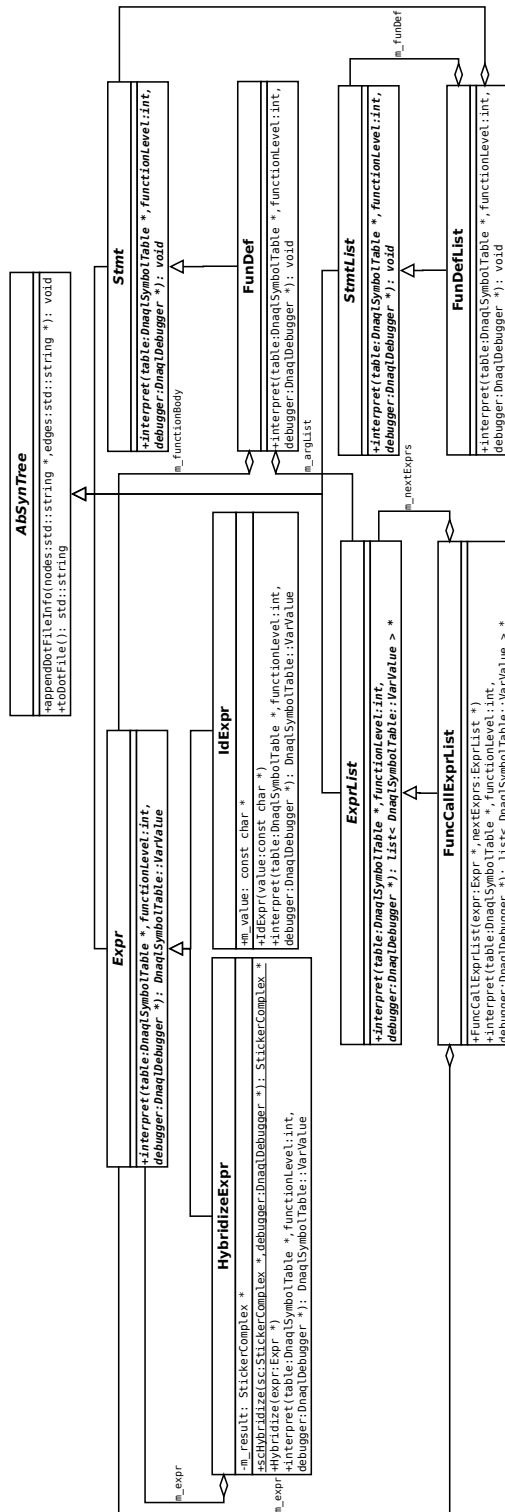 AbSynTree
+appendDotFileInfo(nodes:std::string *,edges:std::string *): void
+toDotFile(): std::string
Expr
+interpret(table:DnaqlSymbolTable *,functionLevel:int,
debugger:DnaqlDebugger *): DnaqlSymbolTable::VarValue
Stmt
+interpret(table:DnaqlSymbolTable *,functionLevel:int,
debugger:DnaqlDebugger *): void
m_functionBody
HybridizeExpr
-m_result: StickerComplex *
+scHybridize(sc:StickerComplex *,debugger:DnaqlDebugger *): StickerComplex *
+Hybridize(expr:Expr *)
+interpret(table:DnaqlSymbolTable *,functionLevel:int,
debugger:DnaqlDebugger *): DnaqlSymbolTable::VarValue
m_expr
m_expr
IdExpr
+m_value: const char *
+IdExpr(value:const char *)
+interpret(table:DnaqlSymbolTable *,functionLevel:int,
debugger:DnaqlDebugger *): DnaqlSymbolTable::VarValue
FunDef
+interpret(table:DnaqlSymbolTable *,functionLevel:int,
debugger:DnaqlDebugger *): void
m_argList
ExprList
+interpret(table:DnaqlSymbolTable *,functionLevel:int,
debugger:DnaqlDebugger *): list< DnaqlSymbolTable::VarValue > *
m_nextExprs
StmtList
+interpret(table:DnaqlSymbolTable *,functionLevel:int,
debugger:DnaqlDebugger *): void
m_funDef
FuncCallExprList
+FuncCallExprList(expr:Expr *,nextExprs:ExprList *)
+interpret(table:DnaqlSymbolTable *,functionLevel:int,
debugger:DnaqlDebugger *): list< DnaqlSymbolTable::VarValue > *
FunDefList
+interpret(table:DnaqlSymbolTable *,functionLevel:int,
debugger:DnaqlDebugger *): void